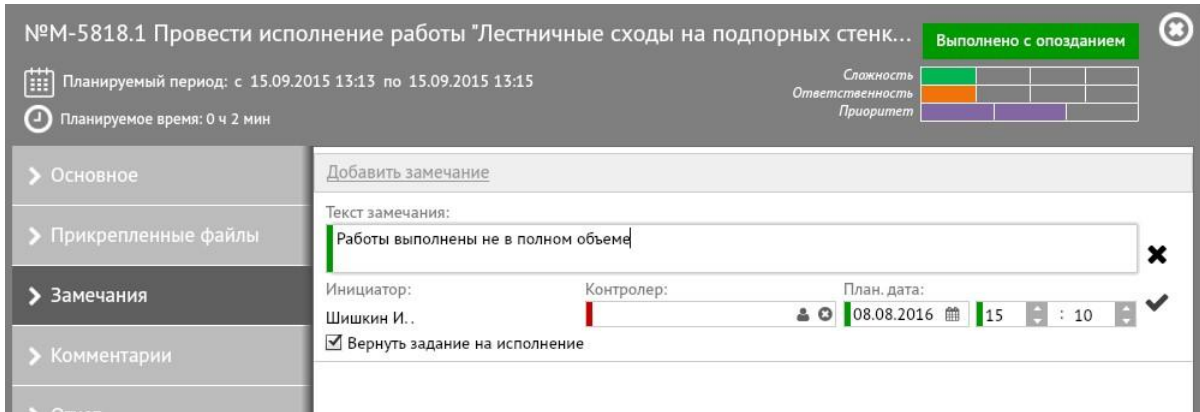 №М-5818.1 Провести исполнение работы "Лестничные сходы на подпорных стенк...
Выполнено с опозданием
Планируемый период: с 15.09.2015 13:13 по 15.09.2015 13:15
Планируемое время: 0 ч 2 мин
Сложность
Ответственность
Приоритет
Основное
Прикрепленные файлы
Замечания
Комментарии
Добавить замечание
Текст замечания:
Работы выполнены не в полном объеме
Инициатор: Контролер: План. дата:
Шишкин И.. 08.08.2016 15 : 10
Вернуть задание на исполнение